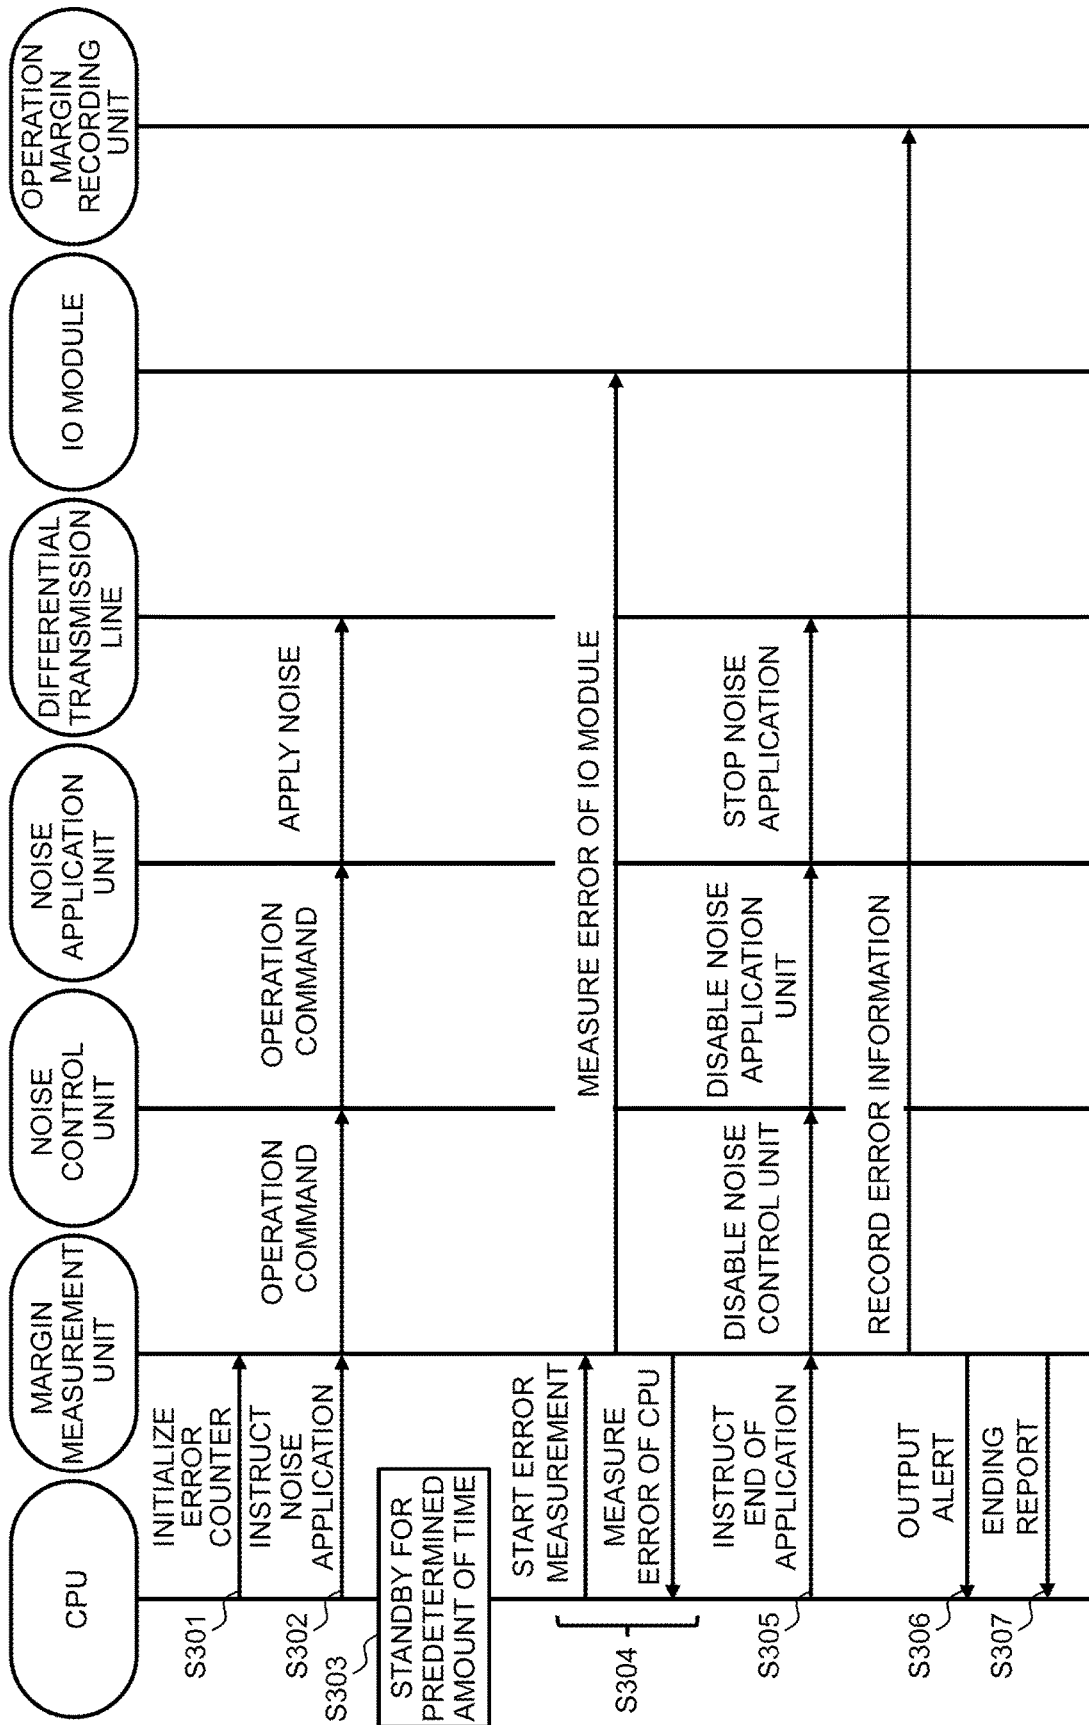 CPU
MARGIN
MEASUREMENT
UNIT
NOISE
CONTROL
UNIT
NOISE
APPLICATION
UNIT
DIFFERENTIAL
TRANSMISSION
LINE
IO MODULE
OPERATION
MARGIN
RECORDING
UNIT
S301
INITIALIZE
ERROR
COUNTER
S302
INSTRUCT
NOISE
APPLICATION
OPERATION
COMMAND
OPERATION
COMMAND
APPLY NOISE
S303
STANDBY FOR
PREDETERMINED
AMOUNT OF TIME
S304
START ERROR
MEASUREMENT
MEASURE ERROR OF IO MODULE
MEASURE
ERROR OF CPU
S305
INSTRUCT
END OF
APPLICATION
DISABLE NOISE
CONTROL UNIT
DISABLE NOISE
APPLICATION
UNIT
STOP NOISE
APPLICATION
RECORD ERROR INFORMATION
S306
OUTPUT
ALERT
S307
ENDING
REPORT